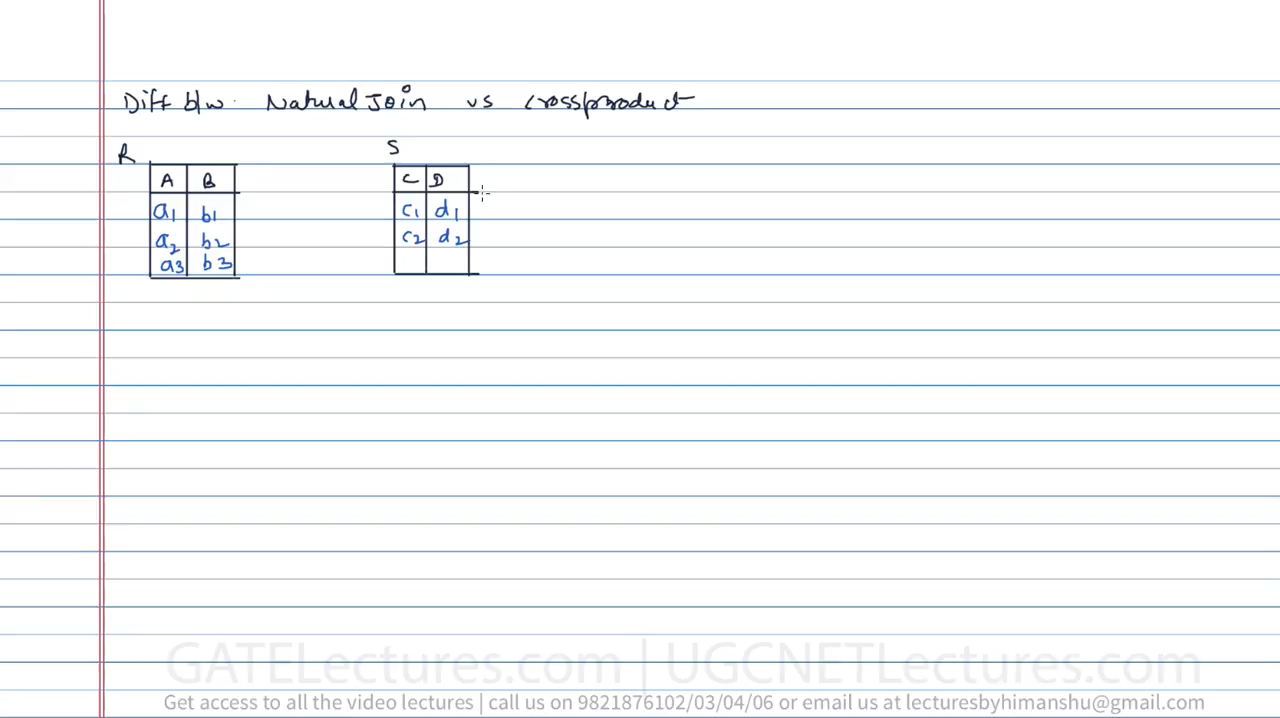 Diff b/w. Natural Join vs crossproduct
R
A B
a1 b1
a2 b2
a3 b3
S
C D
c1 d1
c2 d2
GATELectures.com | UGCNETLectures.com
Get access to all the video lectures | call us on 9821876102/03/04/06 or email us at lecturesbyhimanshu@gmail.com